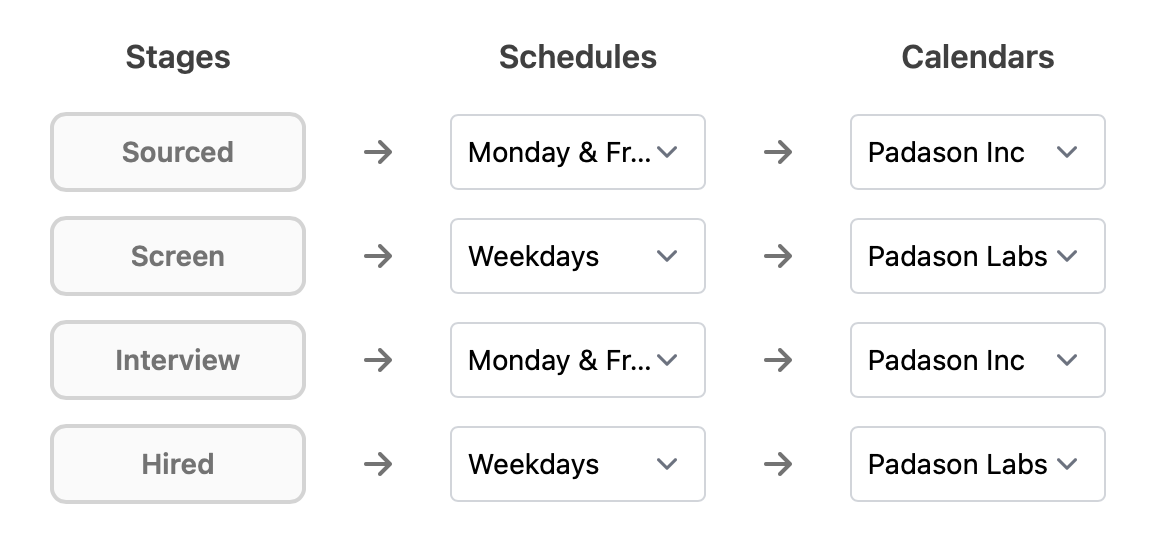 Stages Schedules Calendars
Sourced → Monday & Fr... Padason Inc
Screen → Weekdays → Padason Labs
Interview → Monday & Fr... → Padason Inc
Hired → Weekdays → Padason Labs